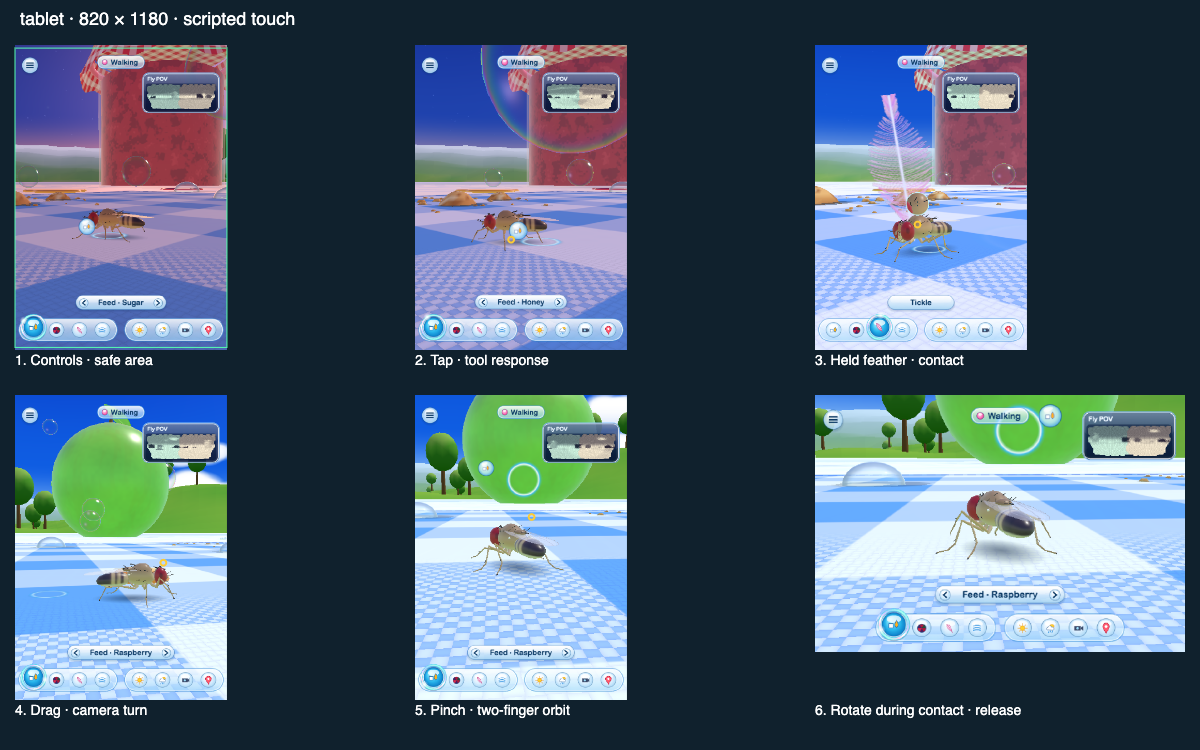 tablet · 820 × 1180 · scripted touch
Walking
Fly POV
Feed · Sugar
1. Controls · safe area
Walking
Fly POV
Feed · Honey
2. Tap · tool response
Walking
Fly POV
Tickle
3. Held feather · contact
Walking
Fly POV
Feed · Raspberry
4. Drag · camera turn
Walking
Fly POV
Feed · Raspberry
5. Pinch · two-finger orbit
Walking
Fly POV
Feed · Raspberry
6. Rotate during contact · release